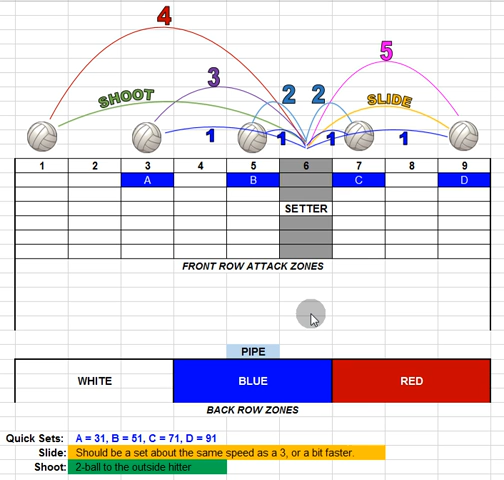 4
5
SHOOT
3
2
2
SLIDE
1
1
1
1
1 2 3 4 5 6 7 8 9
A B C D
SETTER
FRONT ROW ATTACK ZONES
PIPE
WHITE BLUE RED
BACK ROW ZONES
Quick Sets: A = 31, B = 51, C = 71, D = 91
Slide: Should be a set about the same speed as a 3, or a bit faster.
Shoot: 2-ball to the outside hitter